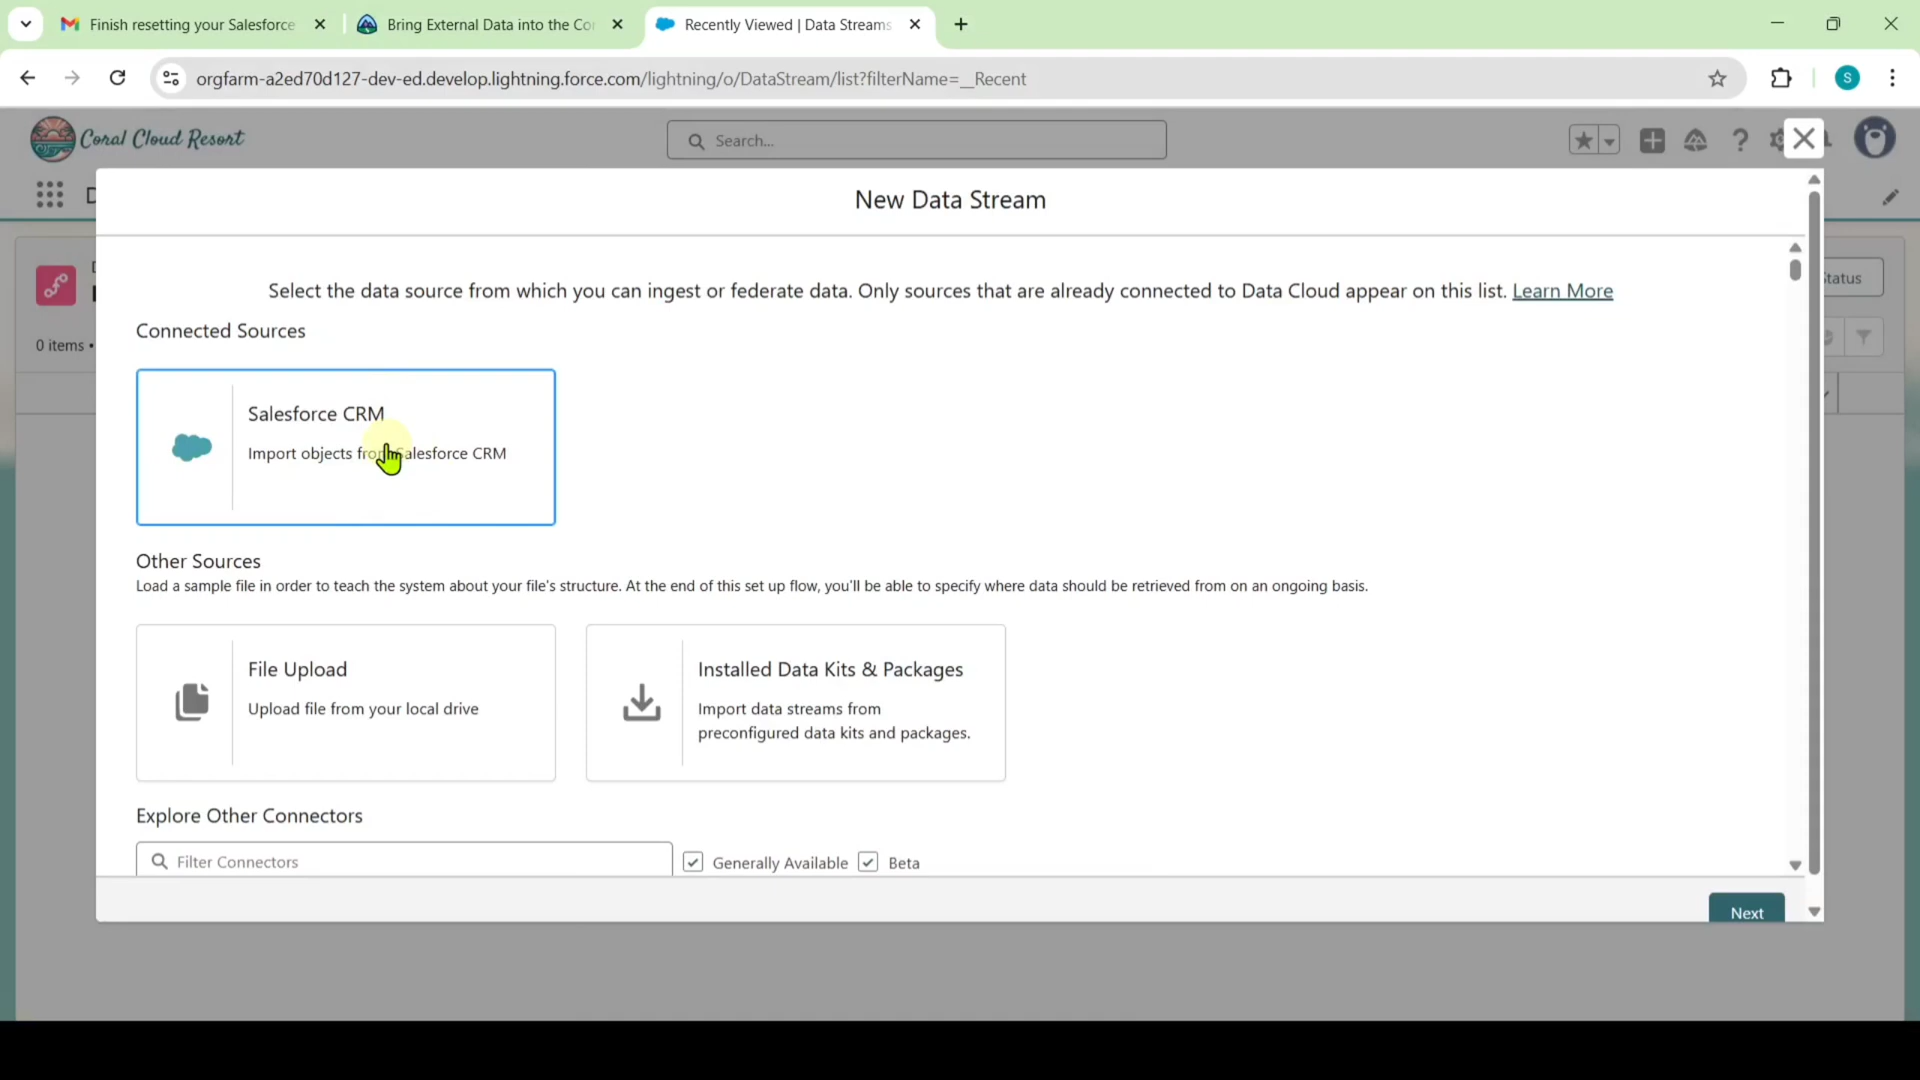 Finish resetting your Salesforce
Bring External Data into the Co
Recently Viewed | Data Streams
orgfarm-a2ed70d127-dev-ed.develop.lightning.force.com/lightning/o/DataStream/list?filterName=__Recent
S
Coral Cloud Resort
Search...
New Data Stream
Select the data source from which you can ingest or federate data. Only sources that are already connected to Data Cloud appear on this list. Learn More
Status
Connected Sources
0 items •
Salesforce CRM
Import objects from Salesforce CRM
Other Sources
Load a sample file in order to teach the system about your file's structure. At the end of this set up flow, you'll be able to specify where data should be retrieved from on an ongoing basis.
File Upload
Upload file from your local drive
Installed Data Kits & Packages
Import data streams from
preconfigured data kits and packages.
Explore Other Connectors
Filter Connectors
Generally Available
Beta
Next